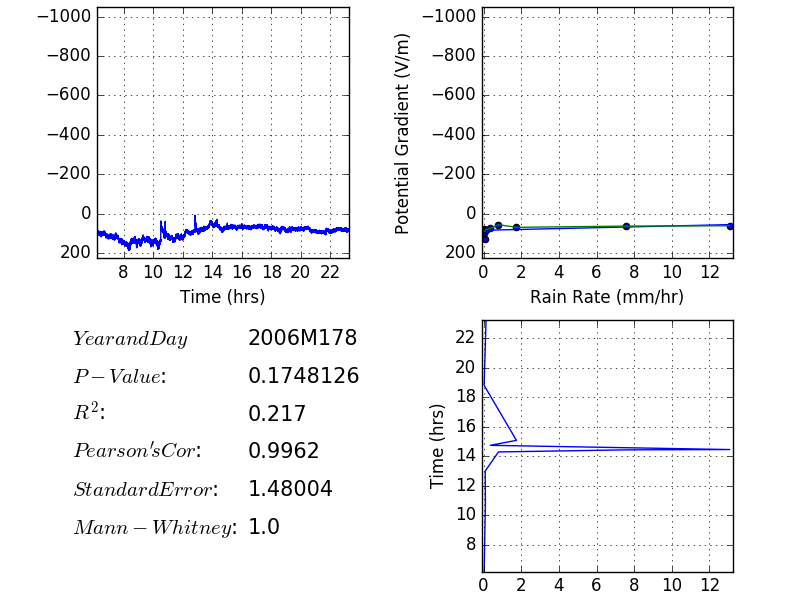 −1000
−800
−600
−400
−200
0
200
8 10 12 14 16 18 20 22
Time (hrs)
Potential Gradient (V/m)
−1000
−800
−600
−400
−200
0
200
0 2 4 6 8 10 12
Rain Rate (mm/hr)
YearandDay 2006M178
P−Value: 0.1748126
R²: 0.217
Pearson'sCor: 0.9962
StandardError: 1.48004
Mann−Whitney: 1.0
Time (hrs)
22
20
18
16
14
12
10
8
0 2 4 6 8 10 12